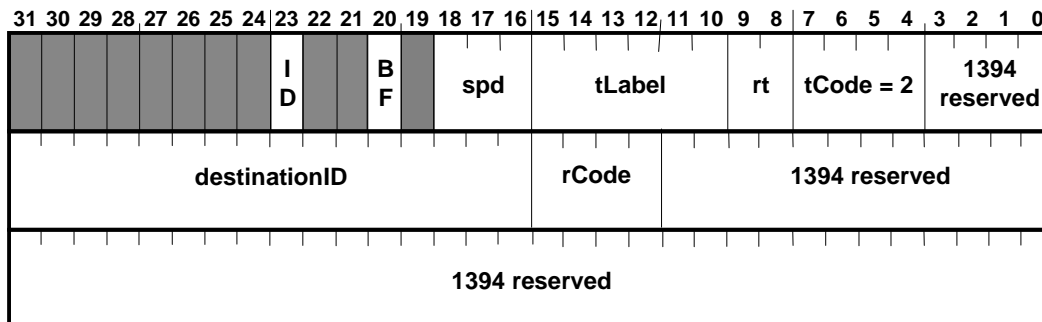 31 30 29 28 27 26 25 24 23 22 21 20 19 18 17 16 15 14 13 12 11 10 9 8 7 6 5 4 3 2 1 0
I D
B F
spd
tLabel
rt
tCode = 2
1394
reserved
destinationID
rCode
1394 reserved
1394 reserved